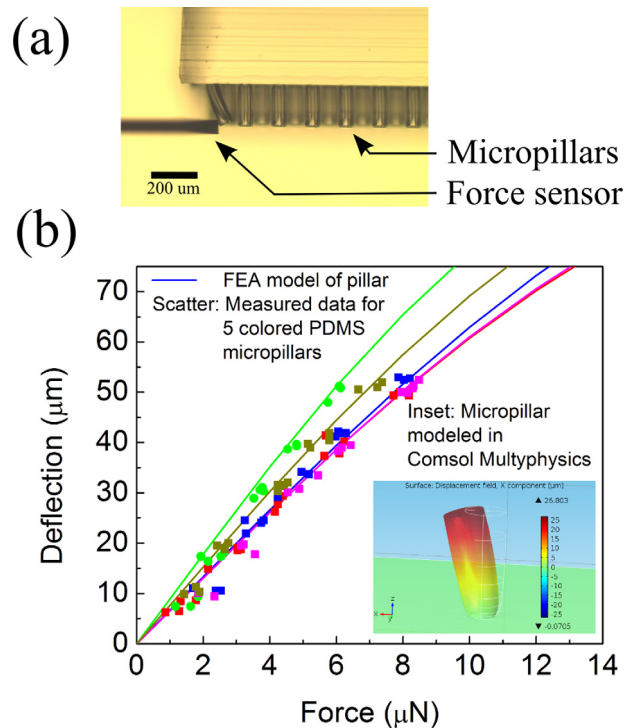 (a)
200 um
Micropillars
Force sensor
(b)
Deflection (μm)
70
60
50
40
30
20
10
0
FEA model of pillar
Scatter: Measured data for
5 colored PDMS
micropillars
Inset: Micropillar
modeled in
Comsol Multyphysics
Surface: Displacement field, X component (µm)
▲ 26.803
25
20
15
10
5
0
-5
-10
-15
-20
-25
▼ -0.0705
z
x
y
0 2 4 6 8 10 12 14
Force (μN)